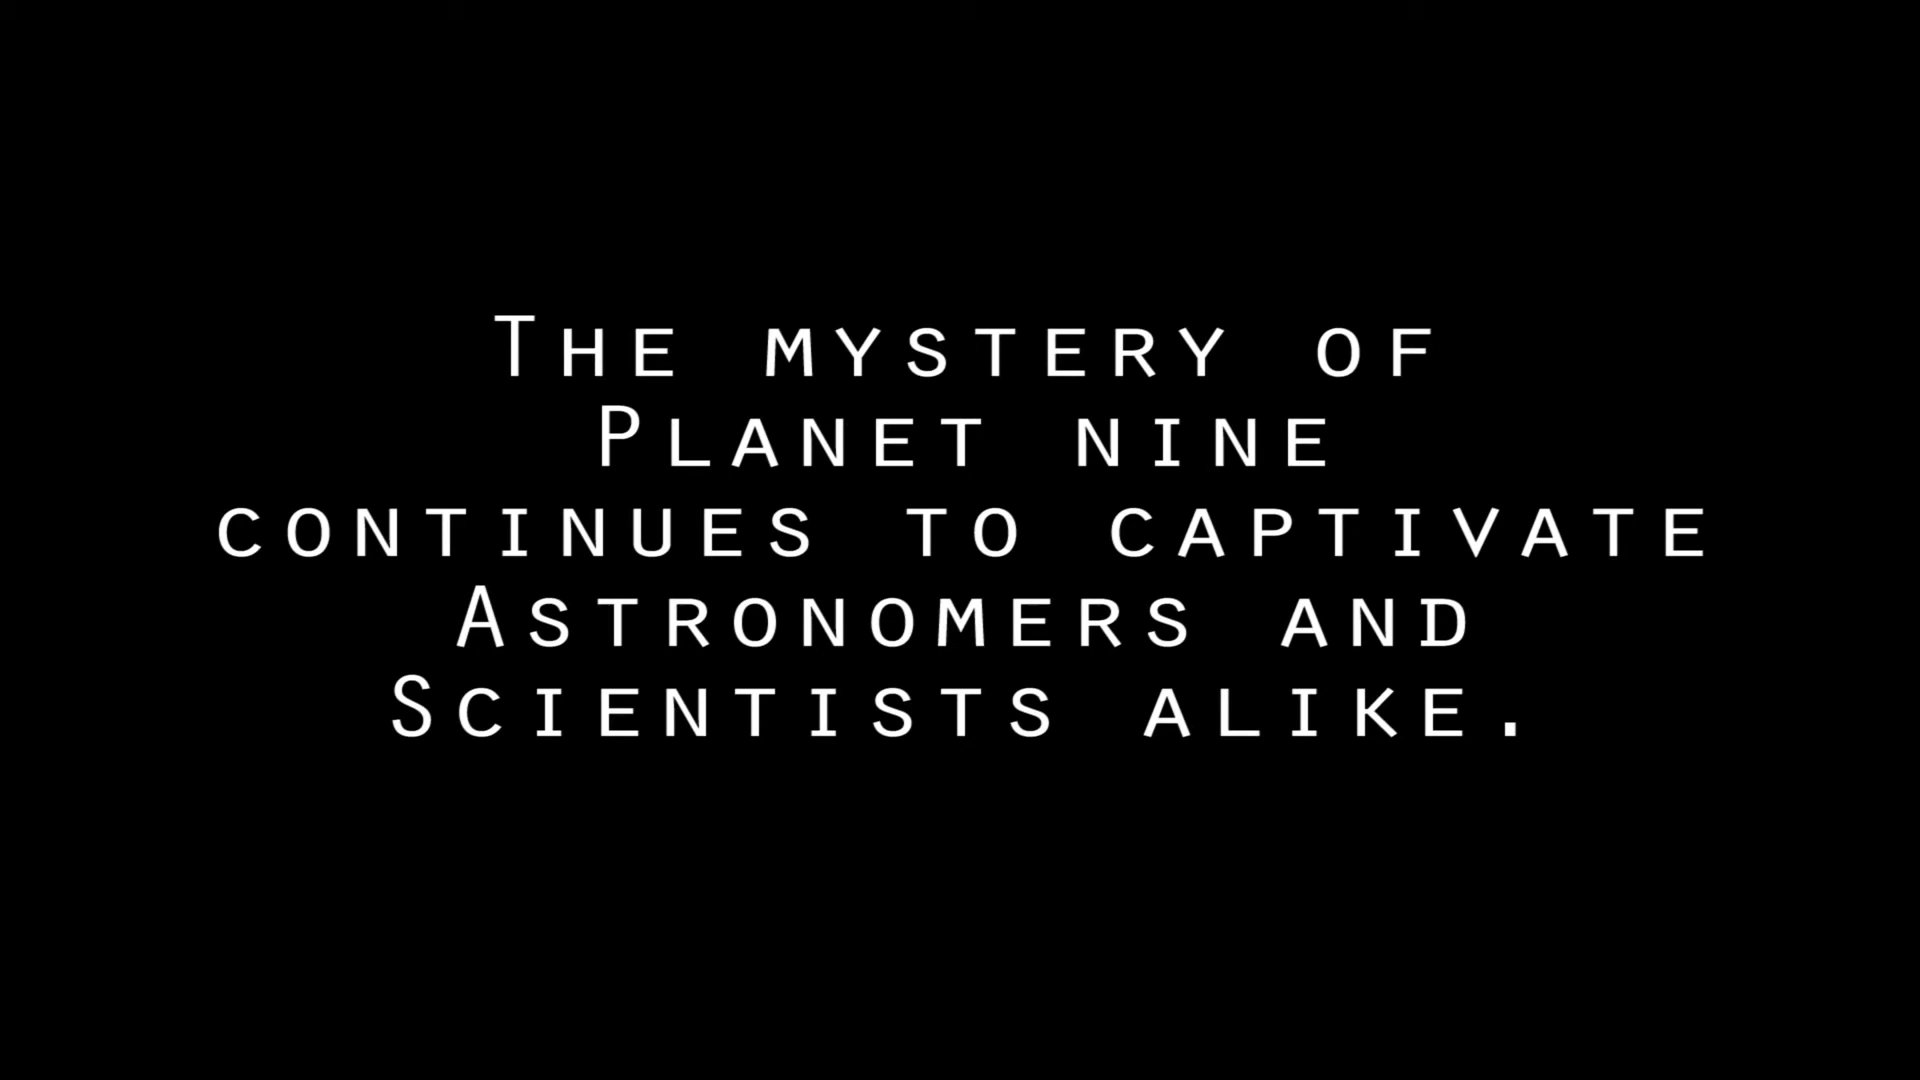 The mystery of
Planet nine
continues to captivate
Astronomers and
Scientists alike.